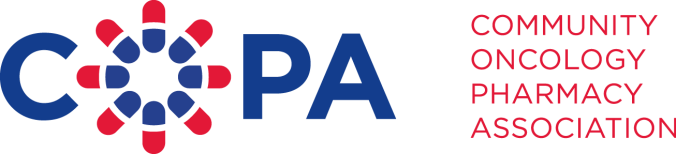 COPA
COMMUNITY
ONCOLOGY
PHARMACY
ASSOCIATION